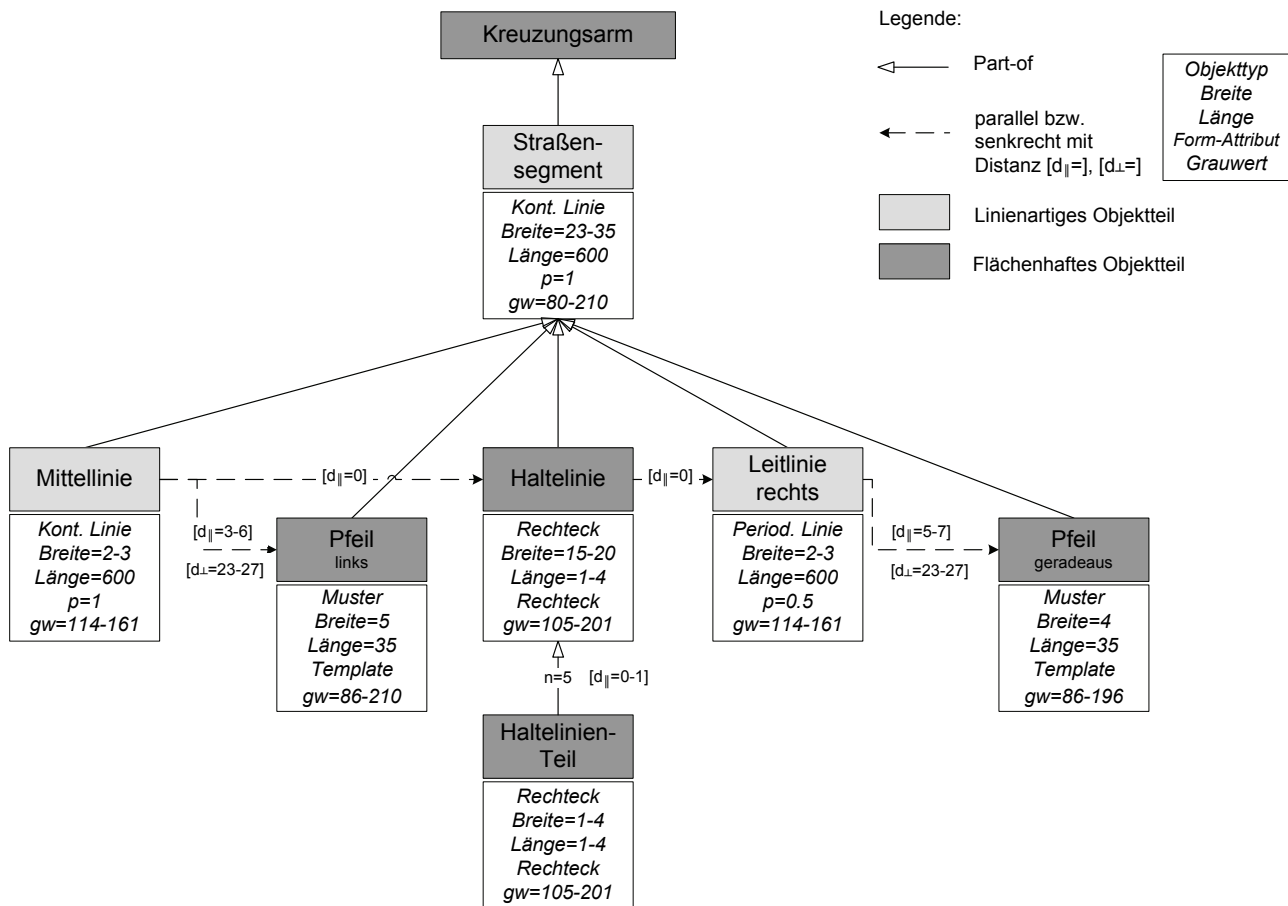 Kreuzungsarm
Legende:
Part-of
parallel bzw.
senkrecht mit
Distanz [d∥=], [d⊥=]
Objekttyp
Breite
Länge
Form-Attribut
Grauwert
Linienartiges Objektteil
Flächenhaftes Objektteil
Straßen-
segment
Kont. Linie
Breite=23-35
Länge=600
p=1
gw=80-210
Mittellinie
Kont. Linie
Breite=2-3
Länge=600
p=1
gw=114-161
[d∥=0]
[d∥=3-6]
[d⊥=23-27]
Pfeil
links
Muster
Breite=5
Länge=35
Template
gw=86-210
Haltelinie
Rechteck
Breite=15-20
Länge=1-4
Rechteck
gw=105-201
[d∥=0]
Leitlinie
rechts
Period. Linie
Breite=2-3
Länge=600
p=0.5
gw=114-161
[d∥=5-7]
[d⊥=23-27]
Pfeil
geradeaus
Muster
Breite=4
Länge=35
Template
gw=86-196
n=5 [d∥=0-1]
Haltelinien-
Teil
Rechteck
Breite=1-4
Länge=1-4
Rechteck
gw=105-201